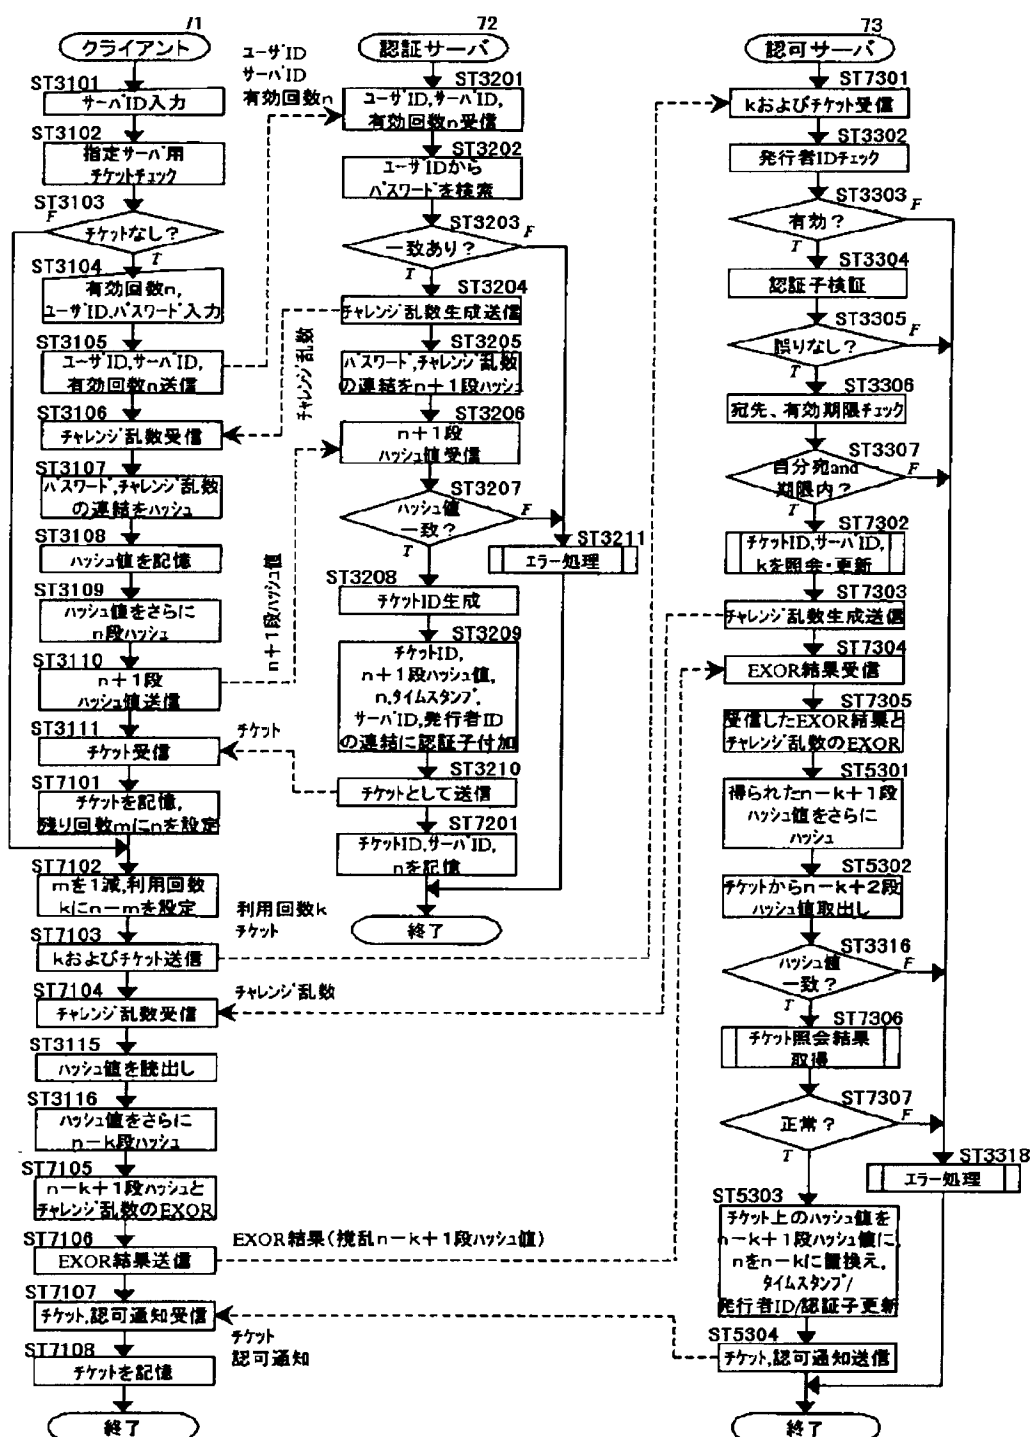 71
クライアント
ST3101
サーバID入力
ST3102
指定サーバ用
チケットチェック
ST3103
チケットなし？
F
T
ST3104
有効回数n,
ユーザID,パスワード入力
ST3105
ユーザID,サーバID,
有効回数n送信
ST3106
チャレンジ乱数受信
ST3107
パスワード,チャレンジ乱数
の連結をハッシュ
ST3108
ハッシュ値を記憶
ST3109
ハッシュ値をさらに
n段ハッシュ
ST3110
n＋1段
ハッシュ値送信
ST3111
チケット受信
ST7101
チケットを記憶,
残り回数mにnを設定
ST7102
mを1減,利用回数
kにn－mを設定
ST7103
kおよびチケット送信
ST7104
チャレンジ乱数受信
ST3115
ハッシュ値を読出し
ST3116
ハッシュ値をさらに
n－k段ハッシュ
ST7105
n－k＋1段ハッシュと
チャレンジ乱数のEXOR
ST7106
EXOR結果送信
ST7107
チケット,認可通知受信
ST7108
チケットを記憶
終了
ユーザID
サーバID
有効回数n
チャレンジ乱数
n＋1段ハッシュ値
チケット
利用回数k
チケット
チャレンジ乱数
EXOR結果(撹乱n－k＋1段ハッシュ値)
チケット
認可通知
72
認証サーバ
ST3201
ユーザID,サーバID,
有効回数n受信
ST3202
ユーザIDから
パスワードを検索
ST3203
一致あり？
F
T
ST3204
チャレンジ乱数生成送信
ST3205
パスワード,チャレンジ乱数
の連結をn＋1段ハッシュ
ST3206
n＋1段
ハッシュ値受信
ST3207
ハッシュ値
一致？
F
T
ST3211
エラー処理
ST3208
チケットID生成
ST3209
チケットID,
n＋1段ハッシュ値,
n,タイムスタンプ,
サーバID,発行者ID
の連結に認証子付加
ST3210
チケットとして送信
ST7201
チケットID,サーバID,
nを記憶
終了
73
認可サーバ
ST7301
kおよびチケット受信
ST3302
発行者IDチェック
ST3303
有効？
F
T
ST3304
認証子検証
ST3305
誤りなし？
F
T
ST3306
宛先、有効期限チェック
ST3307
自分宛and
期限内？
F
T
ST7302
チケットID,サーバID,
kを照会・更新
ST7303
チャレンジ乱数生成送信
ST7304
EXOR結果受信
ST7305
受信したEXOR結果と
チャレンジ乱数のEXOR
ST5301
得られたn－k＋1段
ハッシュ値をさらに
ハッシュ
ST5302
チケットからn－k＋2段
ハッシュ値取出し
ST3316
ハッシュ値
一致？
F
T
ST7306
チケット照会結果
取得
ST7307
正常？
F
T
ST3318
エラー処理
ST5303
チケット上のハッシュ値を
n－k＋1段ハッシュ値に,
nをn－kに置換え,
タイムスタンプ/
発行者ID/認証子更新
ST5304
チケット,認可通知送信
終了